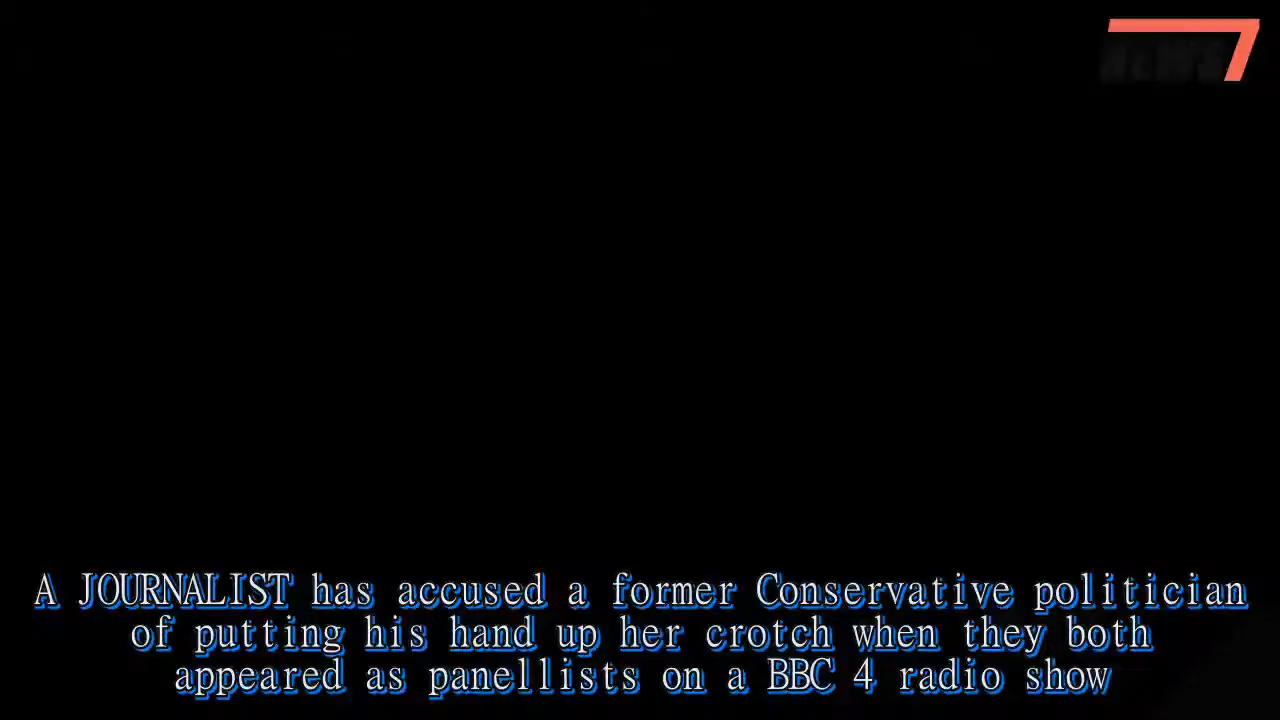 NEWS7
A JOURNALIST has accused a former Conservative politician
of putting his hand up her crotch when they both
appeared as panellists on a BBC 4 radio show